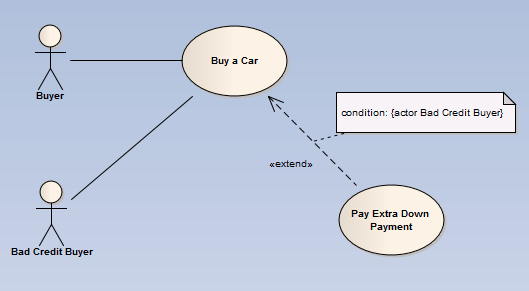 Buyer
Buy a Car
condition: {actor Bad Credit Buyer}
«extend»
Bad Credit Buyer
Pay Extra Down
Payment